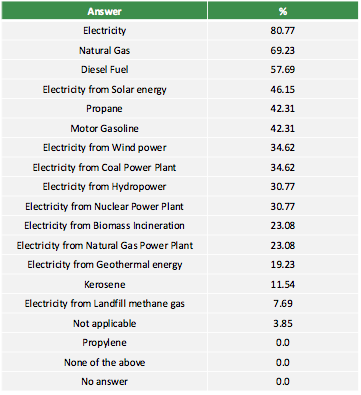 Answer %
Electricity 80.77
Natural Gas 69.23
Diesel Fuel 57.69
Electricity from Solar energy 46.15
Propane 42.31
Motor Gasoline 42.31
Electricity from Wind power 34.62
Electricity from Coal Power Plant 34.62
Electricity from Hydropower 30.77
Electricity from Nuclear Power Plant 30.77
Electricity from Biomass Incineration 23.08
Electricity from Natural Gas Power Plant 23.08
Electricity from Geothermal energy 19.23
Kerosene 11.54
Electricity from Landfill methane gas 7.69
Not applicable 3.85
Propylene 0.0
None of the above 0.0
No answer 0.0